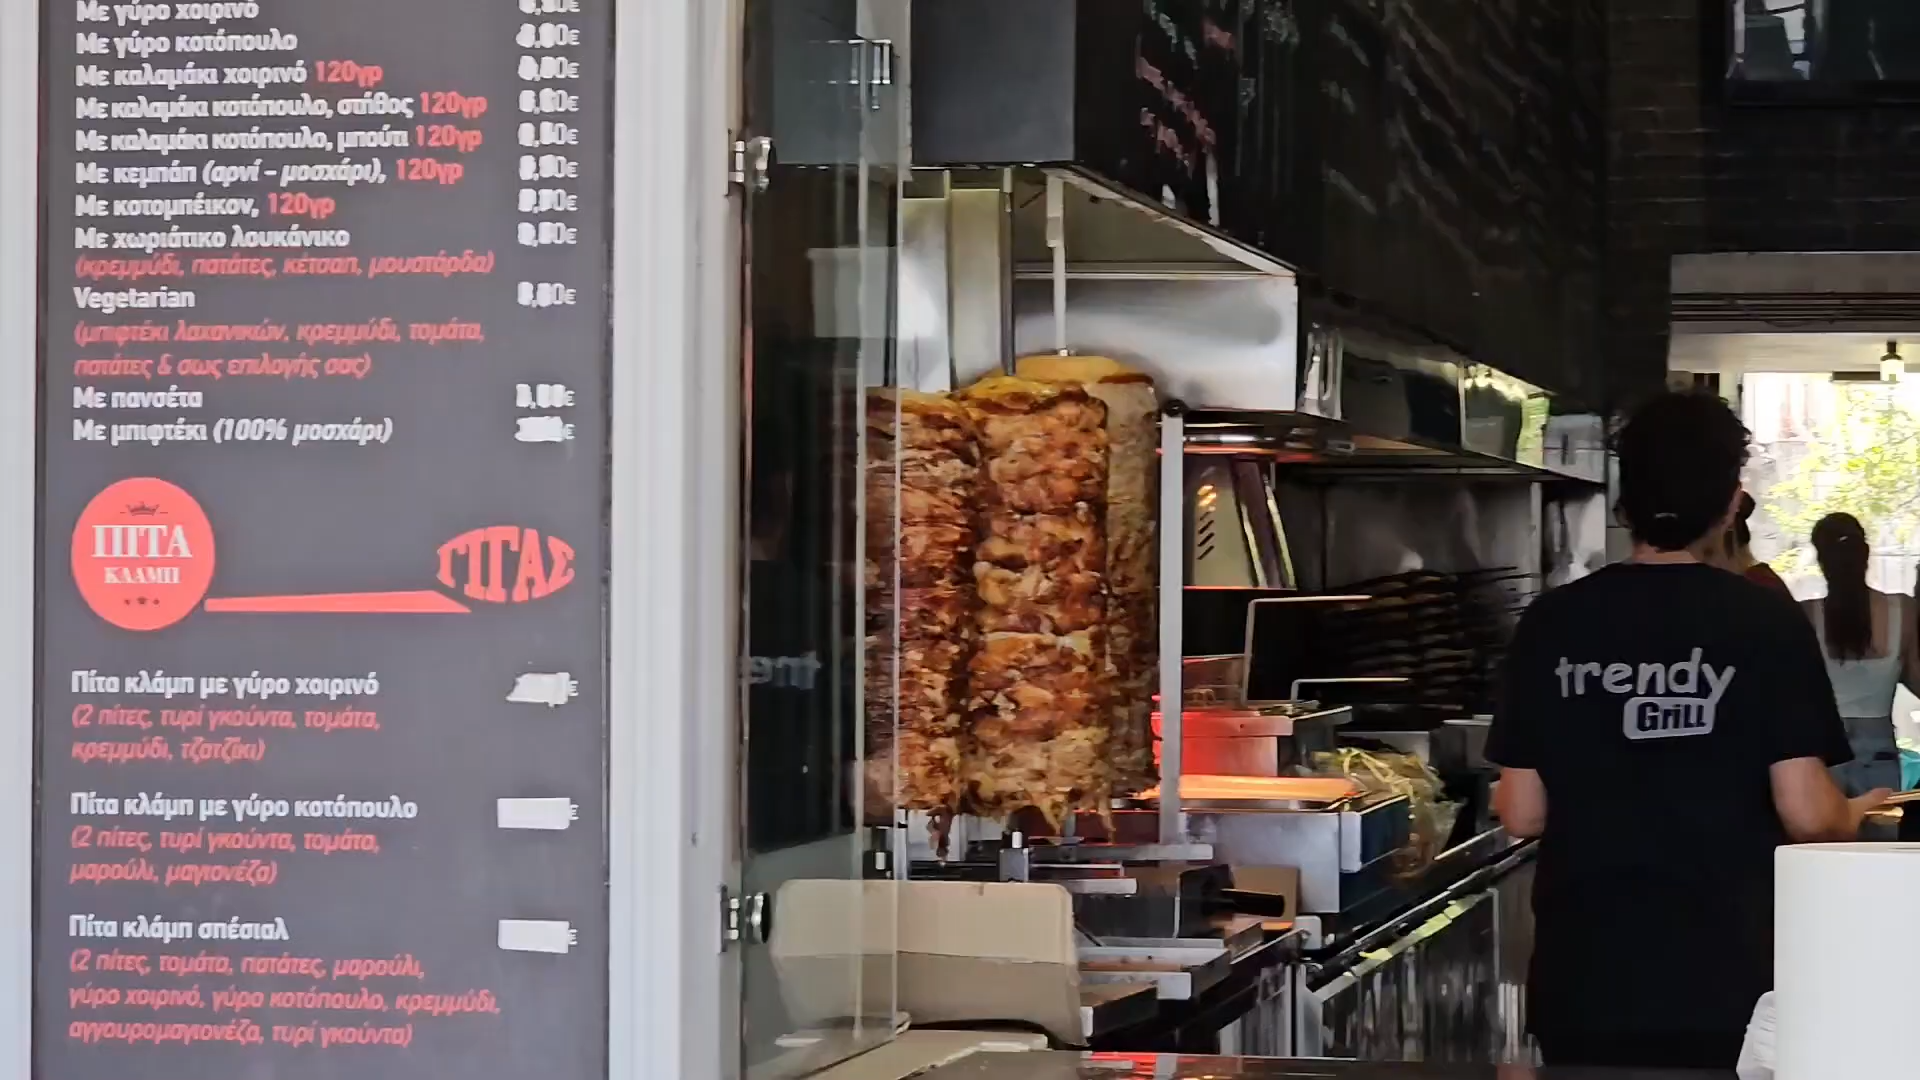 Με γύρο χοιρινό
Με γύρο κοτόπουλο
Με καλαμάκι χοιρινό 120γρ
Με καλαμάκι κοτόπουλο, στήθος 120γρ
Με καλαμάκι κοτόπουλο, μπούτι 120γρ
Με κεμπάπ (αρνί – μοσχάρι), 120γρ
Με κοτομπέικον, 120γρ
Με χωριάτικο λουκάνικο
(κρεμμύδι, πατάτες, κέτσαπ, μουστάρδα)
Vegetarian
(μπιφτέκι λαχανικών, κρεμμύδι, τομάτα,
πατάτες & σως επιλογής σας)
Με πανσέτα
Με μπιφτέκι (100% μοσχάρι)
ΠΙΤΑ
ΚΛΑΜΠ
ΓΙΓΑΣ
Πίτα κλάμπ με γύρο χοιρινό
(2 πίτες, τυρί γκούντα, τομάτα,
κρεμμύδι, τζατζίκι)
Πίτα κλάμπ με γύρο κοτόπουλο
(2 πίτες, τυρί γκούντα, τομάτα,
μαρούλι, μαγιονέζα)
Πίτα κλάμπ σπέσιαλ
(2 πίτες, τομάτα, πατάτες, μαρούλι,
γύρο χοιρινό, γύρο κοτόπουλο, κρεμμύδι,
αγγουρομαγιονέζα, τυρί γκούντα)
trendy
GriLL